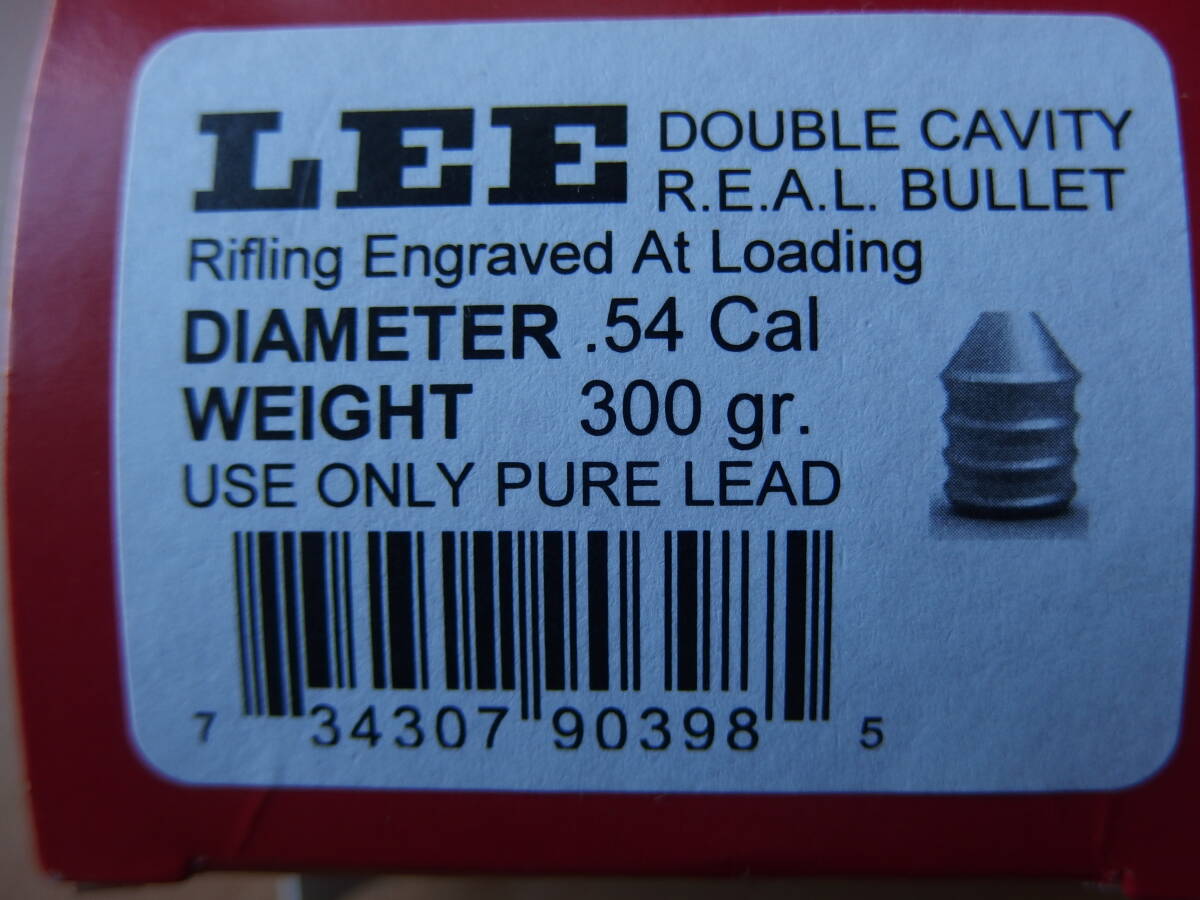 LEE
DOUBLE CAVITY
R.E.A.L. BULLET
Rifling Engraved At Loading
DIAMETER .54 Cal
WEIGHT 300 gr.
USE ONLY PURE LEAD
7 34307 90398 5